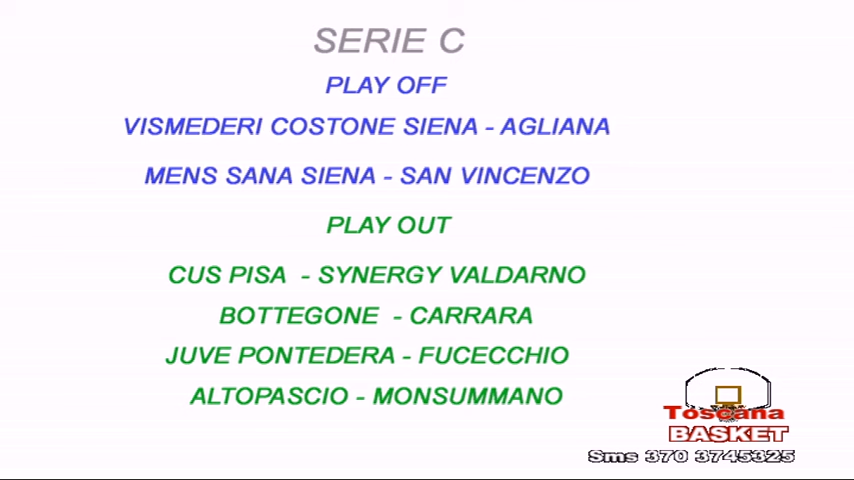 SERIE C
PLAY OFF
VISMEDERI COSTONE SIENA - AGLIANA
MENS SANA SIENA - SAN VINCENZO
PLAY OUT
CUS PISA - SYNERGY VALDARNO
BOTTEGONE - CARRARA
JUVE PONTEDERA - FUCECCHIO
ALTOPASCIO - MONSUMMANO
Toscana
BASKET
Sms 370 3745325